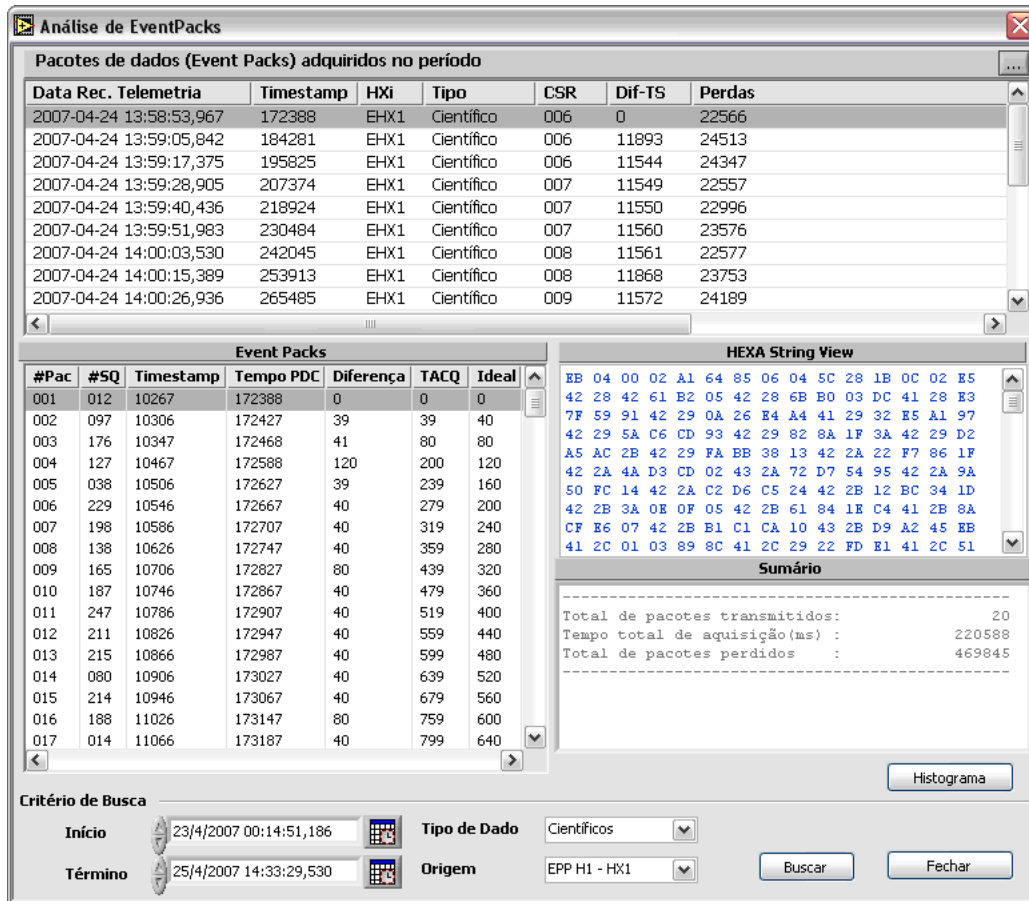 Análise de EventPacks
Pacotes de dados (Event Packs) adquiridos no período ...
Data Rec. Telemetria Timestamp HXi Tipo CSR Dif-TS Perdas
2007-04-24 13:58:53,967 172388 EHX1 Científico 006 0 22566
2007-04-24 13:59:05,842 184281 EHX1 Científico 006 11893 24513
2007-04-24 13:59:17,375 195825 EHX1 Científico 006 11544 24347
2007-04-24 13:59:28,905 207374 EHX1 Científico 007 11549 22557
2007-04-24 13:59:40,436 218924 EHX1 Científico 007 11550 22996
2007-04-24 13:59:51,983 230484 EHX1 Científico 007 11560 23576
2007-04-24 14:00:03,530 242045 EHX1 Científico 008 11561 22577
2007-04-24 14:00:15,389 253913 EHX1 Científico 008 11868 23753
2007-04-24 14:00:26,936 265485 EHX1 Científico 009 11572 24189
Event Packs
#Pac #SQ Timestamp Tempo PDC Diferença TACQ Ideal
001 012 10267 172388 0 0 0
002 097 10306 172427 39 39 40
003 176 10347 172468 41 80 80
004 127 10467 172588 120 200 120
005 038 10506 172627 39 239 160
006 229 10546 172667 40 279 200
007 198 10586 172707 40 319 240
008 138 10626 172747 40 359 280
009 165 10706 172827 80 439 320
010 187 10746 172867 40 479 360
011 247 10786 172907 40 519 400
012 211 10826 172947 40 559 440
013 215 10866 172987 40 599 480
014 080 10906 173027 40 639 520
015 214 10946 173067 40 679 560
016 188 11026 173147 80 759 600
017 014 11066 173187 40 799 640
HEXA String View
EB 04 00 02 A1 64 85 06 04 5C 28 1B 0C 02 E5
42 28 42 61 B2 05 42 28 6B B0 03 DC 41 28 E3
7F 59 91 42 29 0A 26 E4 A4 41 29 32 E5 A1 97
42 29 5A C6 CD 93 42 29 82 8A 1F 3A 42 29 D2
A5 AC 2B 42 29 FA BB 38 13 42 2A 22 F7 86 1F
42 2A 4A D3 CD 02 43 2A 72 D7 54 95 42 2A 9A
50 FC 14 42 2A C2 D6 C5 24 42 2B 12 BC 34 1D
42 2B 3A 0E 0F 05 42 2B 61 84 1E C4 41 2B 8A
CF E6 07 42 2B B1 C1 CA 10 43 2B D9 A2 45 EB
41 2C 01 03 89 8C 41 2C 29 22 FD E1 41 2C 51
Sumário
Total de pacotes transmitidos: 20
Tempo total de aquisição(ms) : 220588
Total de pacotes perdidos : 469845
Histograma
Critério de Busca
Início 23/4/2007 00:14:51,186 Tipo de Dado Científicos
Término 25/4/2007 14:33:29,530 Origem EPP H1 - HX1 Buscar Fechar